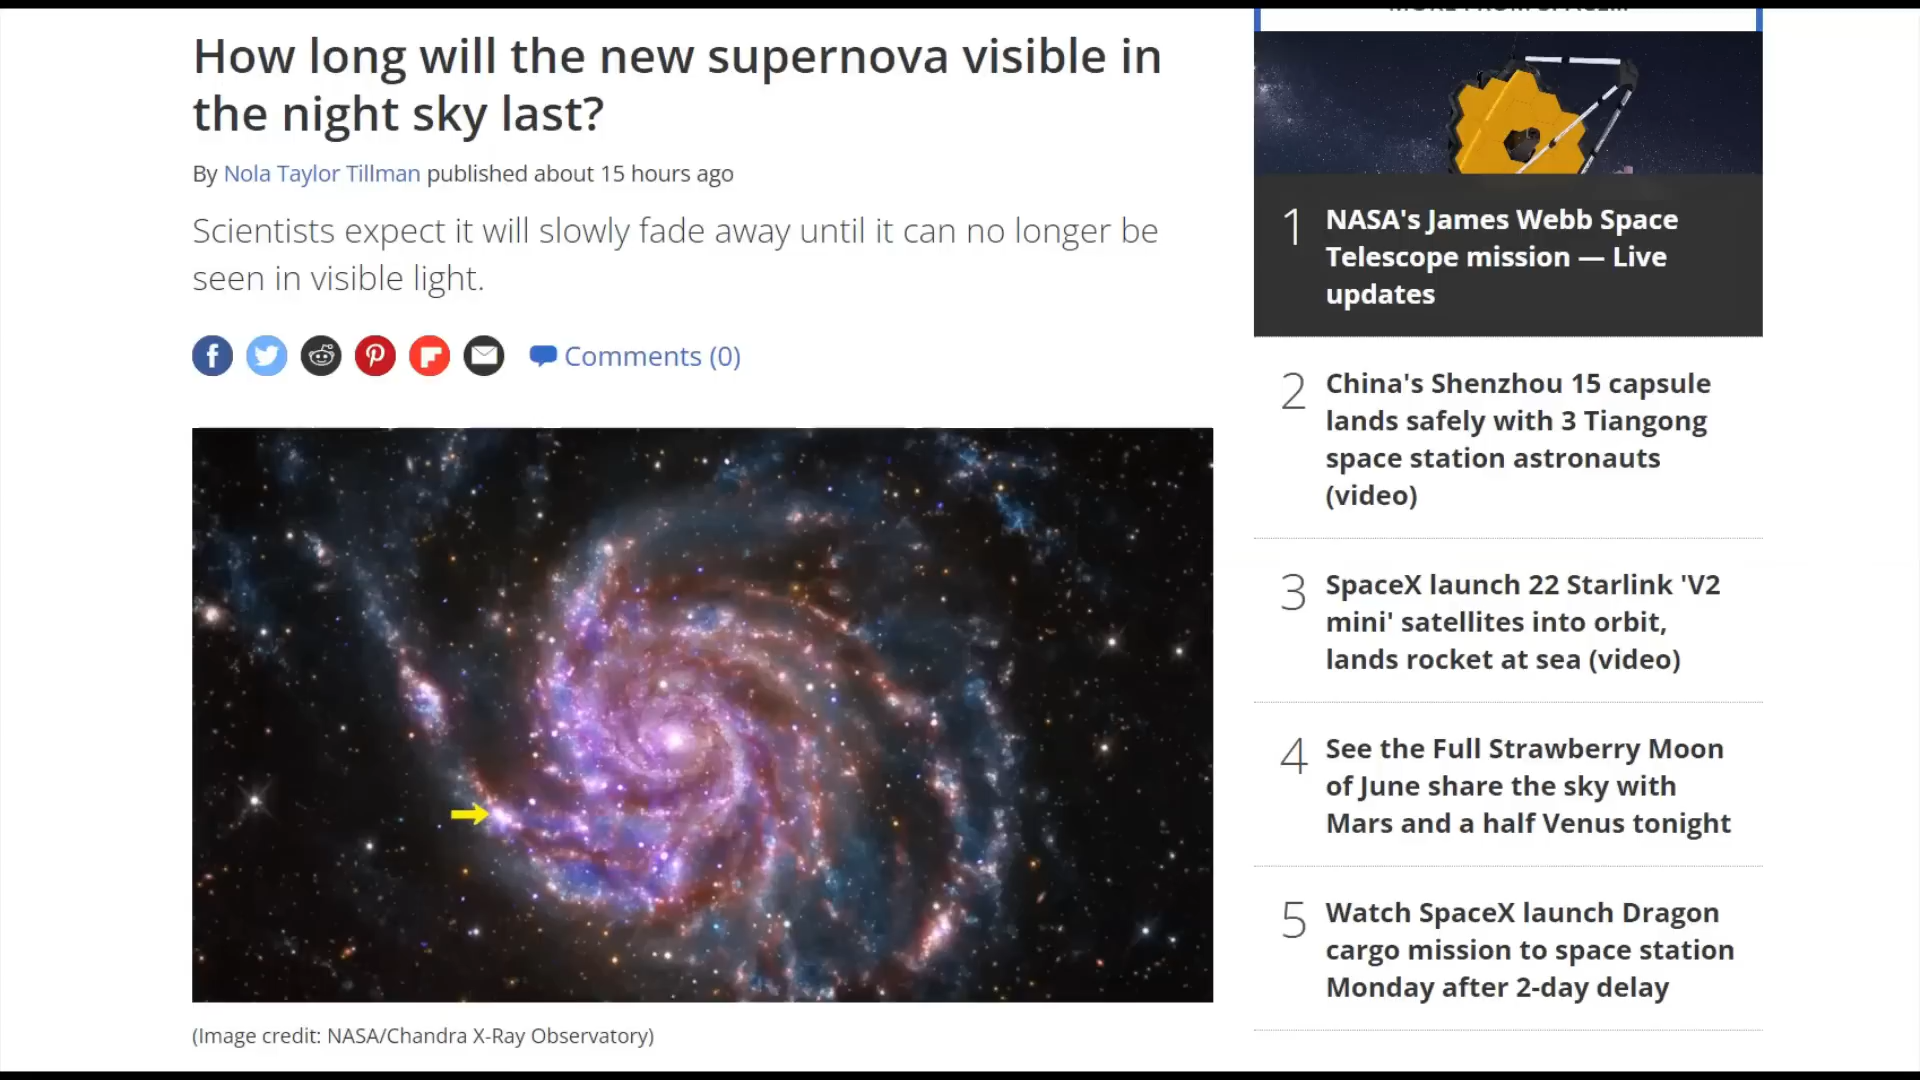 How long will the new supernova visible in
the night sky last?
By Nola Taylor Tillman published about 15 hours ago
Scientists expect it will slowly fade away until it can no longer be
seen in visible light.
Comments (0)
(Image credit: NASA/Chandra X-Ray Observatory)
1
NASA's James Webb Space
Telescope mission — Live
updates
2
China's Shenzhou 15 capsule
lands safely with 3 Tiangong
space station astronauts
(video)
3
SpaceX launch 22 Starlink 'V2
mini' satellites into orbit,
lands rocket at sea (video)
4
See the Full Strawberry Moon
of June share the sky with
Mars and a half Venus tonight
5
Watch SpaceX launch Dragon
cargo mission to space station
Monday after 2-day delay